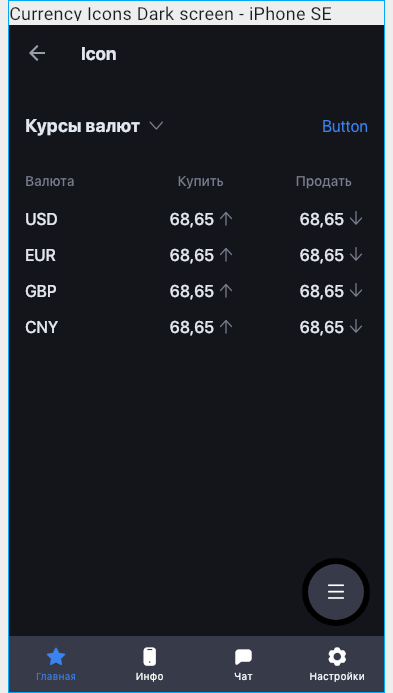 Currency Icons Dark screen - iPhone SE
Icon
Курсы валют Button
Валюта Купить Продать
USD 68,65 68,65
EUR 68,65 68,65
GBP 68,65 68,65
CNY 68,65 68,65
Главная Инфо Чат Настройки